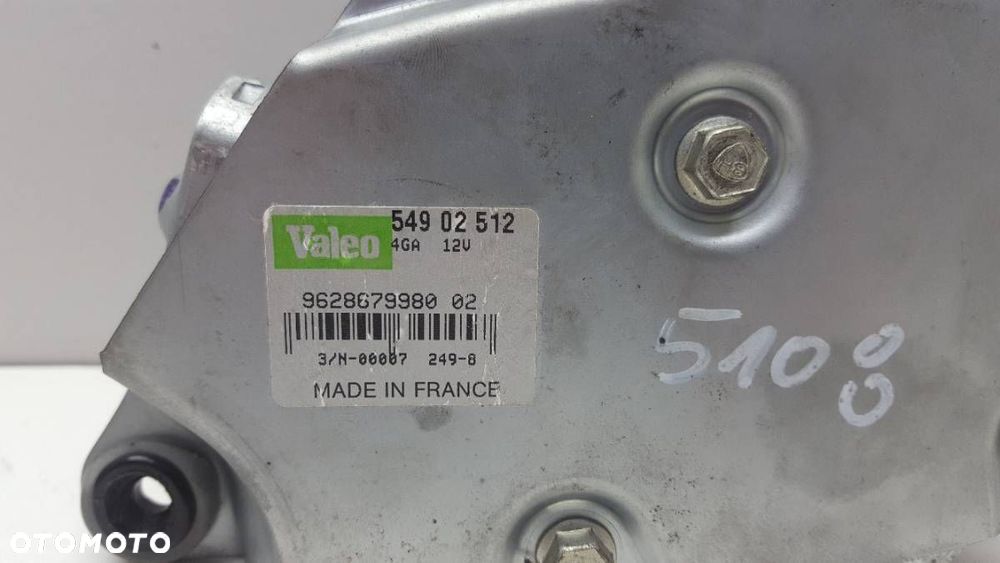 Valeo 549 02 512
4GA 12V
9628679980 02
3/N-00007 249-8
MADE IN FRANCE
5108
OTOMOTO